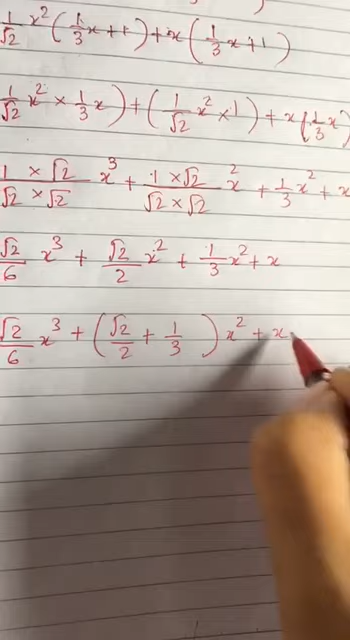 1/√2 x² (1/3 x + 1) + x (1/3 x + 1)
1/√2 x² × 1/3 x) + (1/√2 x² × 1) + x (1/3 x)
1 × √2/√2 × √2 x³ + 1 × √2/√2 × √2 x² + 1/3 x² + x
√2/6 x³ + √2/2 x² + 1/3 x² + x
√2/6 x³ + (√2/2 + 1/3) x² + x